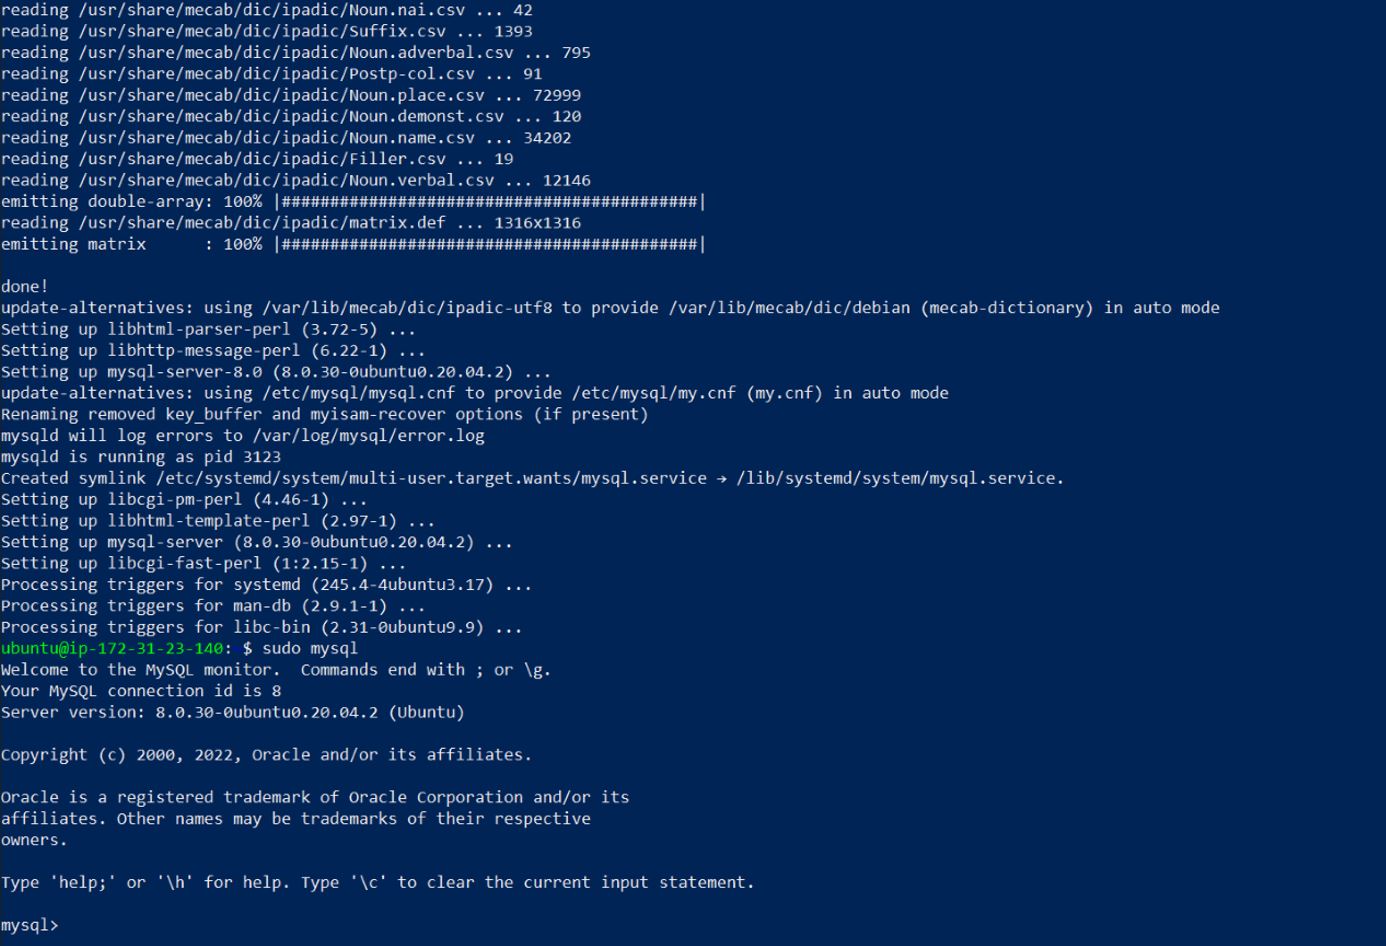 reading /usr/share/mecab/dic/ipadic/Noun.nai.csv ... 42
reading /usr/share/mecab/dic/ipadic/Suffix.csv ... 1393
reading /usr/share/mecab/dic/ipadic/Noun.adverbal.csv ... 795
reading /usr/share/mecab/dic/ipadic/Postp-col.csv ... 91
reading /usr/share/mecab/dic/ipadic/Noun.place.csv ... 72999
reading /usr/share/mecab/dic/ipadic/Noun.demonst.csv ... 120
reading /usr/share/mecab/dic/ipadic/Noun.name.csv ... 34202
reading /usr/share/mecab/dic/ipadic/Filler.csv ... 19
reading /usr/share/mecab/dic/ipadic/Noun.verbal.csv ... 12146
emitting double-array: 100% |###########################################|
reading /usr/share/mecab/dic/ipadic/matrix.def ... 1316x1316
emitting matrix      : 100% |###########################################|
done!
update-alternatives: using /var/lib/mecab/dic/ipadic-utf8 to provide /var/lib/mecab/dic/debian (mecab-dictionary) in auto mode
Setting up libhtml-parser-perl (3.72-5) ...
Setting up libhttp-message-perl (6.22-1) ...
Setting up mysql-server-8.0 (8.0.30-0ubuntu0.20.04.2) ...
update-alternatives: using /etc/mysql/mysql.cnf to provide /etc/mysql/my.cnf (my.cnf) in auto mode
Renaming removed key_buffer and myisam-recover options (if present)
mysqld will log errors to /var/log/mysql/error.log
mysqld is running as pid 3123
Created symlink /etc/systemd/system/multi-user.target.wants/mysql.service → /lib/systemd/system/mysql.service.
Setting up libcgi-pm-perl (4.46-1) ...
Setting up libhtml-template-perl (2.97-1) ...
Setting up mysql-server (8.0.30-0ubuntu0.20.04.2) ...
Setting up libcgi-fast-perl (1:2.15-1) ...
Processing triggers for systemd (245.4-4ubuntu3.17) ...
Processing triggers for man-db (2.9.1-1) ...
Processing triggers for libc-bin (2.31-0ubuntu9.9) ...
ubuntu@ip-172-31-23-140: $ sudo mysql
Welcome to the MySQL monitor.  Commands end with ; or \g.
Your MySQL connection id is 8
Server version: 8.0.30-0ubuntu0.20.04.2 (Ubuntu)
Copyright (c) 2000, 2022, Oracle and/or its affiliates.
Oracle is a registered trademark of Oracle Corporation and/or its
affiliates. Other names may be trademarks of their respective
owners.
Type 'help;' or '\h' for help. Type '\c' to clear the current input statement.
mysql>